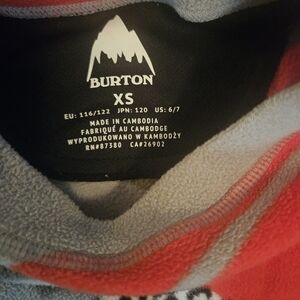 BURTON
XS
EU: 116/122 JPN: 120 US: 6/7
MADE IN CAMBODIA
FABRIQUÉ AU CAMBODGE
WYPRODUKOWANO W KAMBODŻY
RN#87380 CA#26902